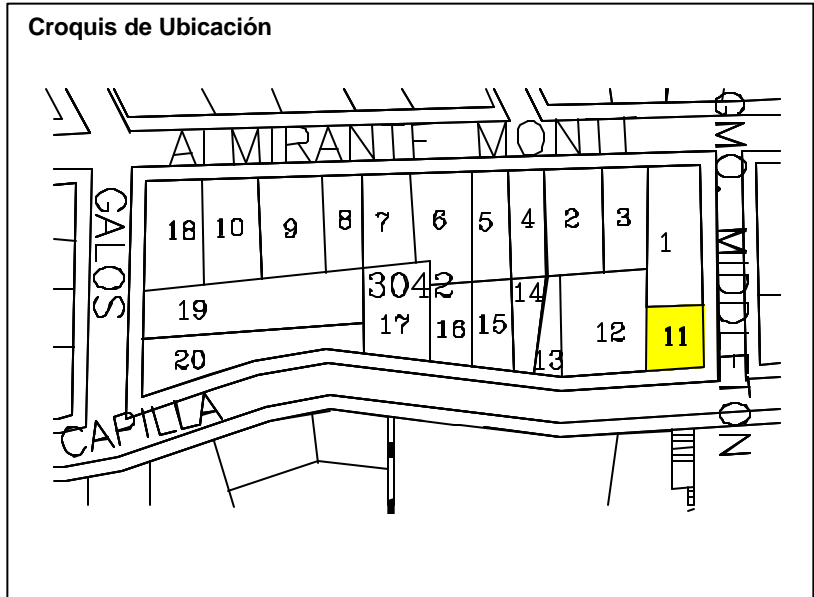 Croquis de Ubicación
ALMIRANTE MONTT
GMO. MIDDLETON
GALOS
CAPILLA
18 10 9 8 7 6 5 4 2 3 1
3042
19 17 16 15 14 12 11
20 13